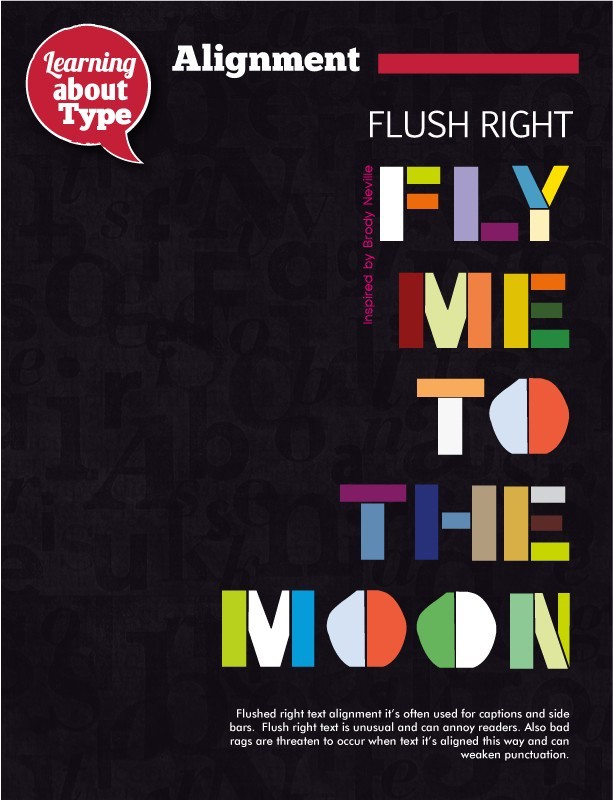 Learning
about
Type
Alignment
FLUSH RIGHT
Inspired by Brody Neville
FLY
ME
TO
THE
MOON
Flushed right text alignment it's often used for captions and side
bars.  Flush right text is unusual and can annoy readers. Also bad
rags are threaten to occur when text it's aligned this way and can
weaken punctuation.